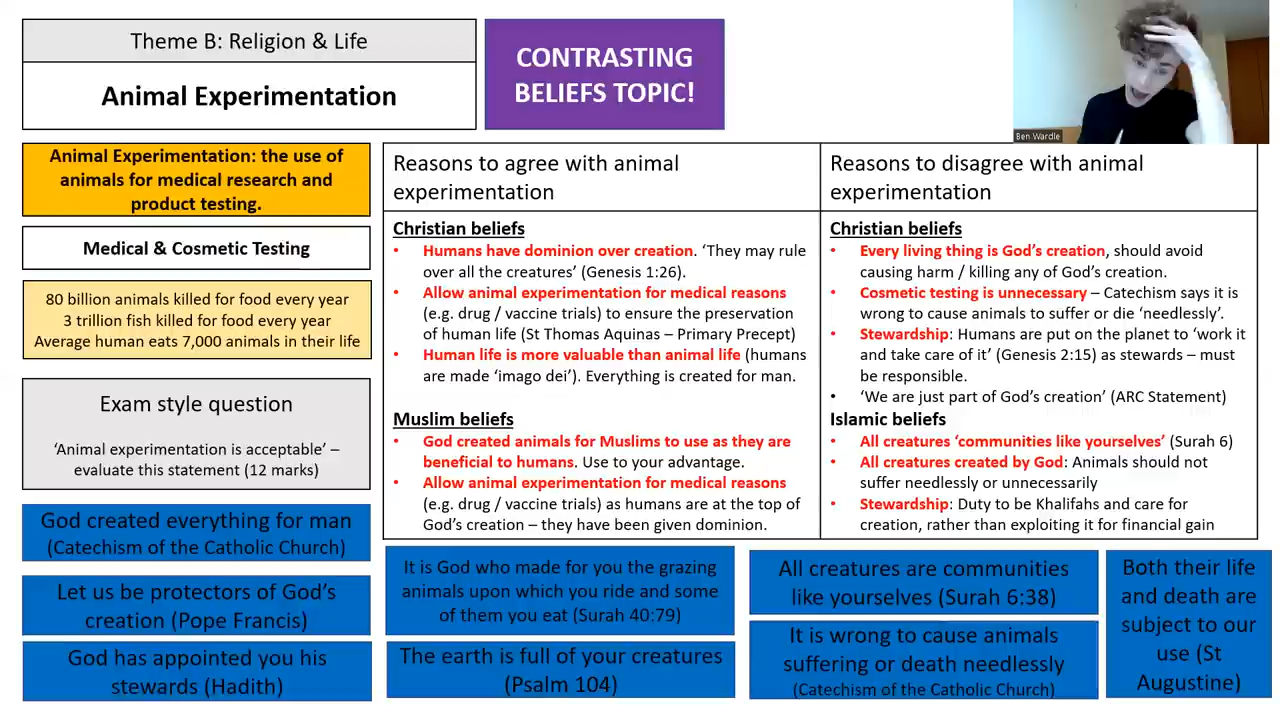 Theme B: Religion & Life
Animal Experimentation
CONTRASTING
BELIEFS TOPIC!
Ben Wardle
Animal Experimentation: the use of
animals for medical research and
product testing.
Medical & Cosmetic Testing
80 billion animals killed for food every year
3 trillion fish killed for food every year
Average human eats 7,000 animals in their life
Exam style question
‘Animal experimentation is acceptable’ –
evaluate this statement (12 marks)
Reasons to agree with animal
experimentation
Christian beliefs
• Humans have dominion over creation. ‘They may rule
over all the creatures’ (Genesis 1:26).
• Allow animal experimentation for medical reasons
(e.g. drug / vaccine trials) to ensure the preservation
of human life (St Thomas Aquinas – Primary Precept)
• Human life is more valuable than animal life (humans
are made ‘imago dei’). Everything is created for man.
Muslim beliefs
• God created animals for Muslims to use as they are
beneficial to humans. Use to your advantage.
• Allow animal experimentation for medical reasons
(e.g. drug / vaccine trials) as humans are at the top of
God’s creation – they have been given dominion.
Reasons to disagree with animal
experimentation
Christian beliefs
• Every living thing is God’s creation, should avoid
causing harm / killing any of God’s creation.
• Cosmetic testing is unnecessary – Catechism says it is
wrong to cause animals to suffer or die ‘needlessly’.
• Stewardship: Humans are put on the planet to ‘work it
and take care of it’ (Genesis 2:15) as stewards – must
be responsible.
• ‘We are just part of God’s creation’ (ARC Statement)
Islamic beliefs
• All creatures ‘communities like yourselves’ (Surah 6)
• All creatures created by God: Animals should not
suffer needlessly or unnecessarily
• Stewardship: Duty to be Khalifahs and care for
creation, rather than exploiting it for financial gain
God created everything for man
(Catechism of the Catholic Church)
Let us be protectors of God’s
creation (Pope Francis)
God has appointed you his
stewards (Hadith)
It is God who made for you the grazing
animals upon which you ride and some
of them you eat (Surah 40:79)
The earth is full of your creatures
(Psalm 104)
All creatures are communities
like yourselves (Surah 6:38)
It is wrong to cause animals
suffering or death needlessly
(Catechism of the Catholic Church)
Both their life
and death are
subject to our
use (St
Augustine)